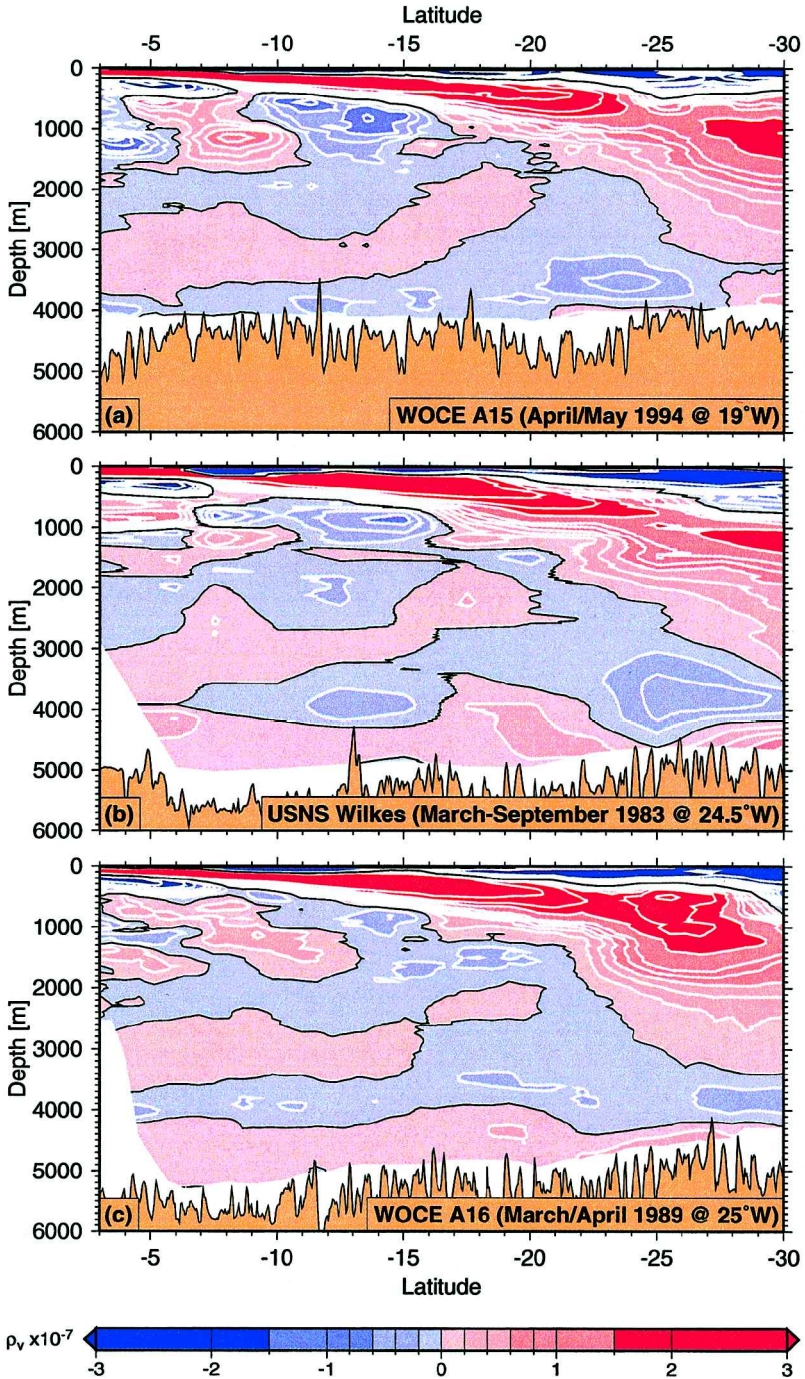 Latitude
-5 -10 -15 -20 -25 -30
0
1000
2000
3000
4000
5000
6000
Depth [m]
(a) WOCE A15 (April/May 1994 @ 19°W)
0
1000
2000
3000
4000
5000
6000
Depth [m]
(b) USNS Wilkes (March-September 1983 @ 24.5°W)
0
1000
2000
3000
4000
5000
6000
Depth [m]
(c) WOCE A16 (March/April 1989 @ 25°W)
-5 -10 -15 -20 -25 -30
Latitude
ρv x10-7
-3 -2 -1 0 1 2 3